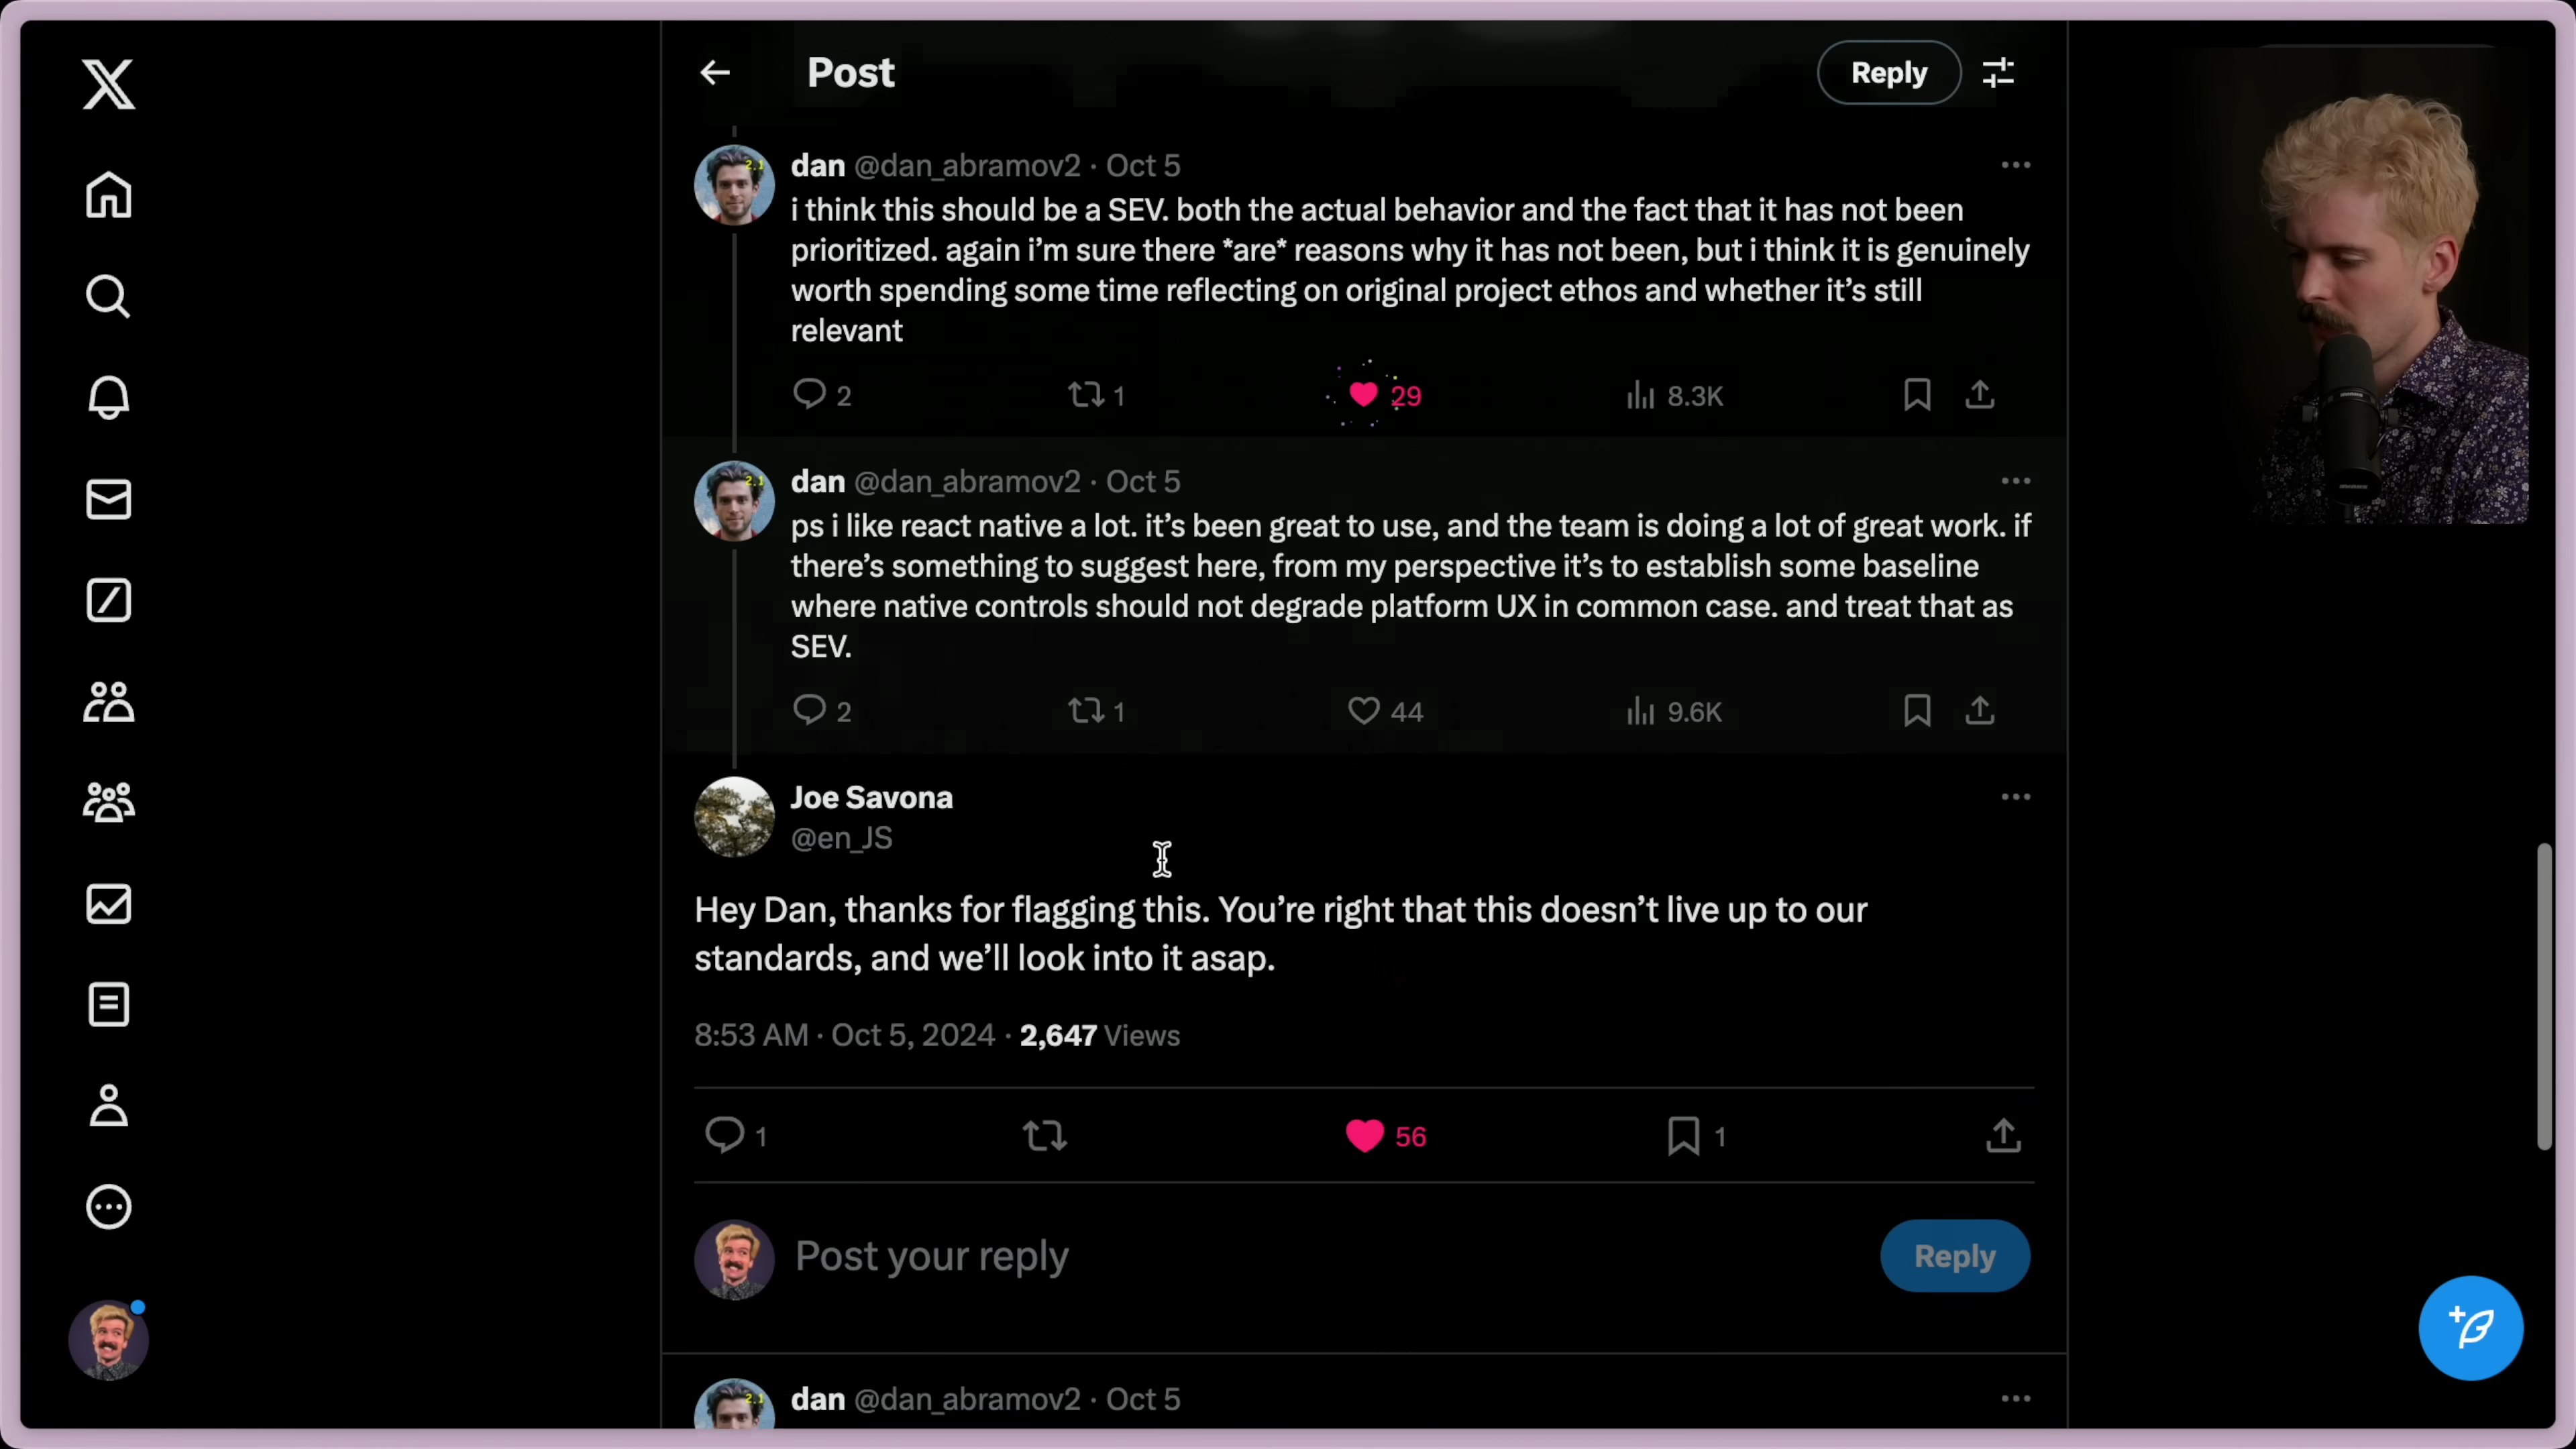 Post
Reply
dan @dan_abramov2 · Oct 5
i think this should be a SEV. both the actual behavior and the fact that it has not been
prioritized. again i’m sure there *are* reasons why it has not been, but i think it is genuinely
worth spending some time reflecting on original project ethos and whether it’s still
relevant
2 1 29 8.3K
dan @dan_abramov2 · Oct 5
ps i like react native a lot. it’s been great to use, and the team is doing a lot of great work. if
there’s something to suggest here, from my perspective it’s to establish some baseline
where native controls should not degrade platform UX in common case. and treat that as
SEV.
2 1 44 9.6K
Joe Savona
@en_JS
Hey Dan, thanks for flagging this. You’re right that this doesn’t live up to our
standards, and we’ll look into it asap.
8:53 AM · Oct 5, 2024 · 2,647 Views
1 56 1
Post your reply
Reply
dan @dan_abramov2 · Oct 5